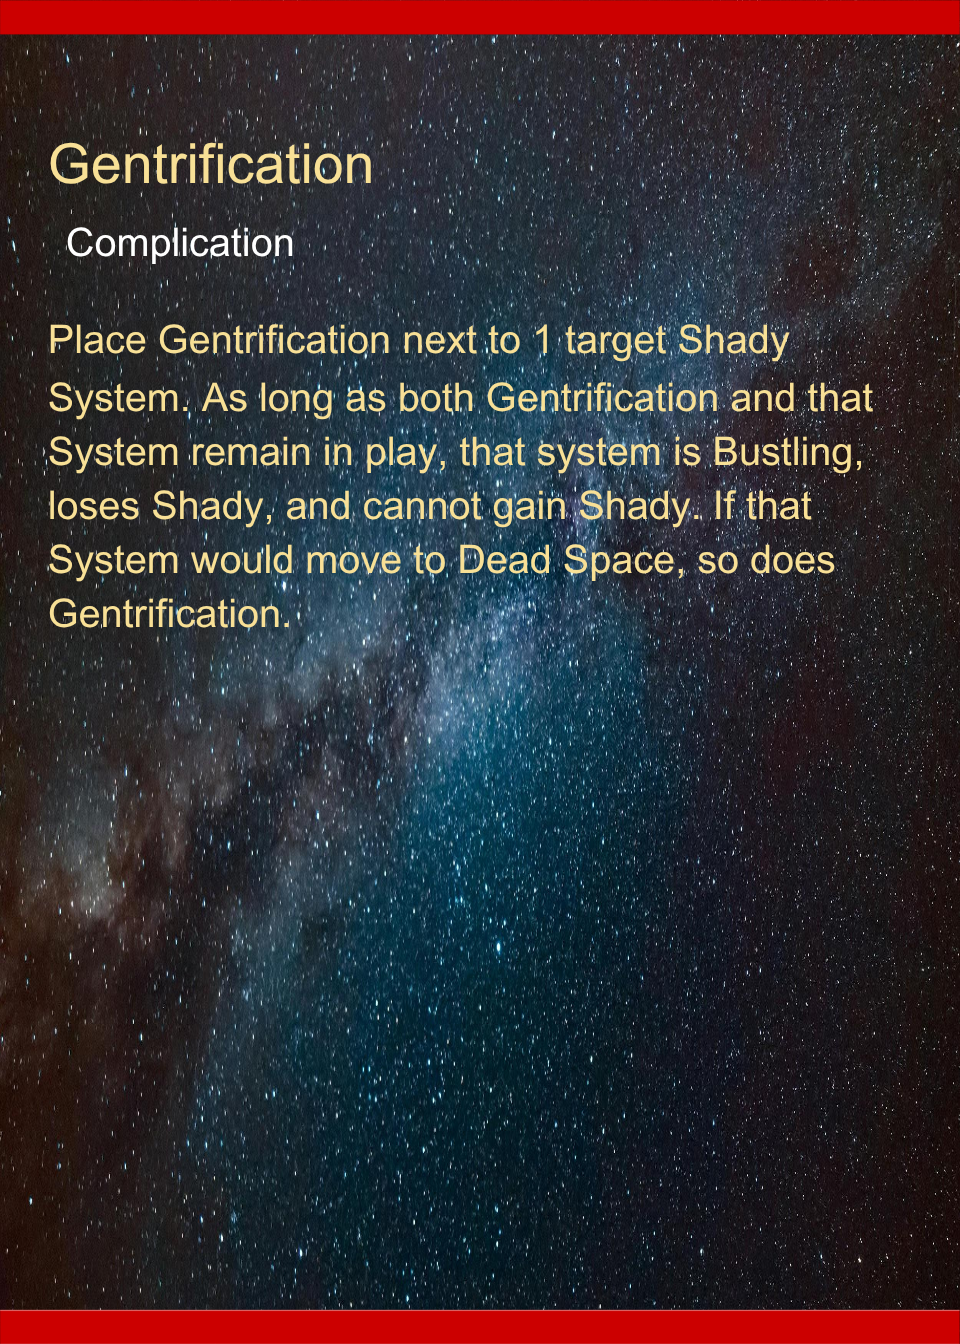 Gentrification
Complication
Place Gentrification next to 1 target Shady
System. As long as both Gentrification and that
System remain in play, that system is Bustling,
loses Shady, and cannot gain Shady. If that
System would move to Dead Space, so does
Gentrification.